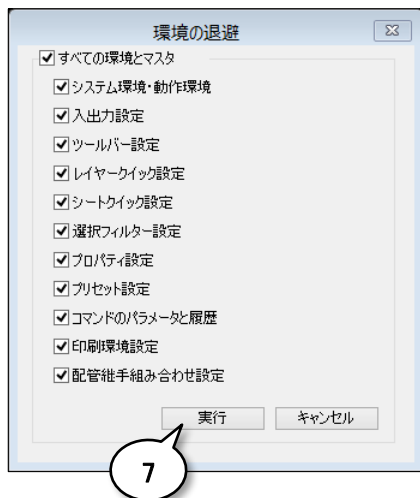 環境の退避
すべての環境とマスタ
システム環境・動作環境
入出力設定
ツールバー設定
レイヤークイック設定
シートクイック設定
選択フィルター設定
プロパティ設定
プリセット設定
コマンドのパラメータと履歴
印刷環境設定
配管継手組み合わせ設定
実行 キャンセル
7